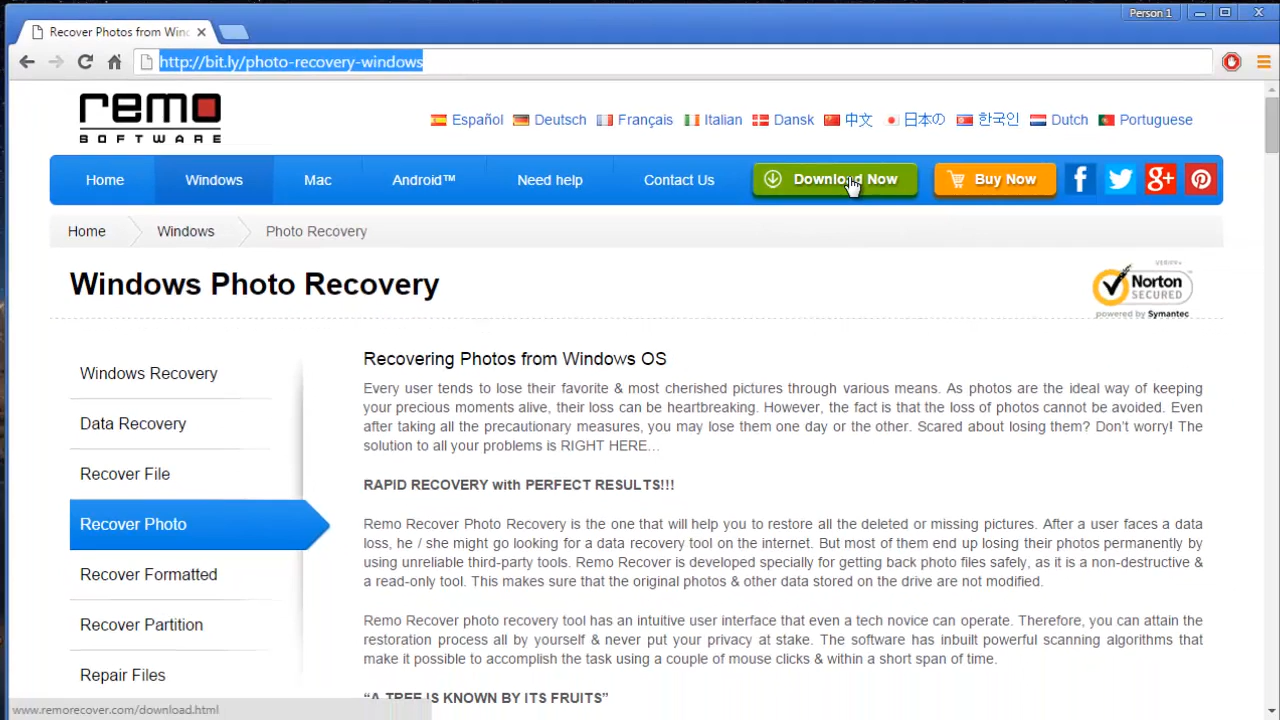 Person 1
Recover Photos from Wind
http://bit.ly/photo-recovery-windows
remo
SOFTWARE
Español Deutsch Français Italian Dansk 中文 日本の 한국인 Dutch Portuguese
Home Windows Mac Android™ Need help Contact Us Download Now Buy Now
Home Windows Photo Recovery
Windows Photo Recovery
Norton
SECURED
powered by Symantec
Windows Recovery
Data Recovery
Recover File
Recover Photo
Recover Formatted
Recover Partition
Repair Files
Recovering Photos from Windows OS
Every user tends to lose their favorite & most cherished pictures through various means. As photos are the ideal way of keeping
your precious moments alive, their loss can be heartbreaking. However, the fact is that the loss of photos cannot be avoided. Even
after taking all the precautionary measures, you may lose them one day or the other. Scared about losing them? Don't worry! The
solution to all your problems is RIGHT HERE…
RAPID RECOVERY with PERFECT RESULTS!!!
Remo Recover Photo Recovery is the one that will help you to restore all the deleted or missing pictures. After a user faces a data
loss, he / she might go looking for a data recovery tool on the internet. But most of them end up losing their photos permanently by
using unreliable third-party tools. Remo Recover is developed specially for getting back photo files safely, as it is a non-destructive &
a read-only tool. This makes sure that the original photos & other data stored on the drive are not modified.
Remo Recover photo recovery tool has an intuitive user interface that even a tech novice can operate. Therefore, you can attain the
restoration process all by yourself & never put your privacy at stake. The software has inbuilt powerful scanning algorithms that
make it possible to accomplish the task using a couple of mouse clicks & within a short span of time.
“A TREE IS KNOWN BY ITS FRUITS”
www.remorecover.com/download.html